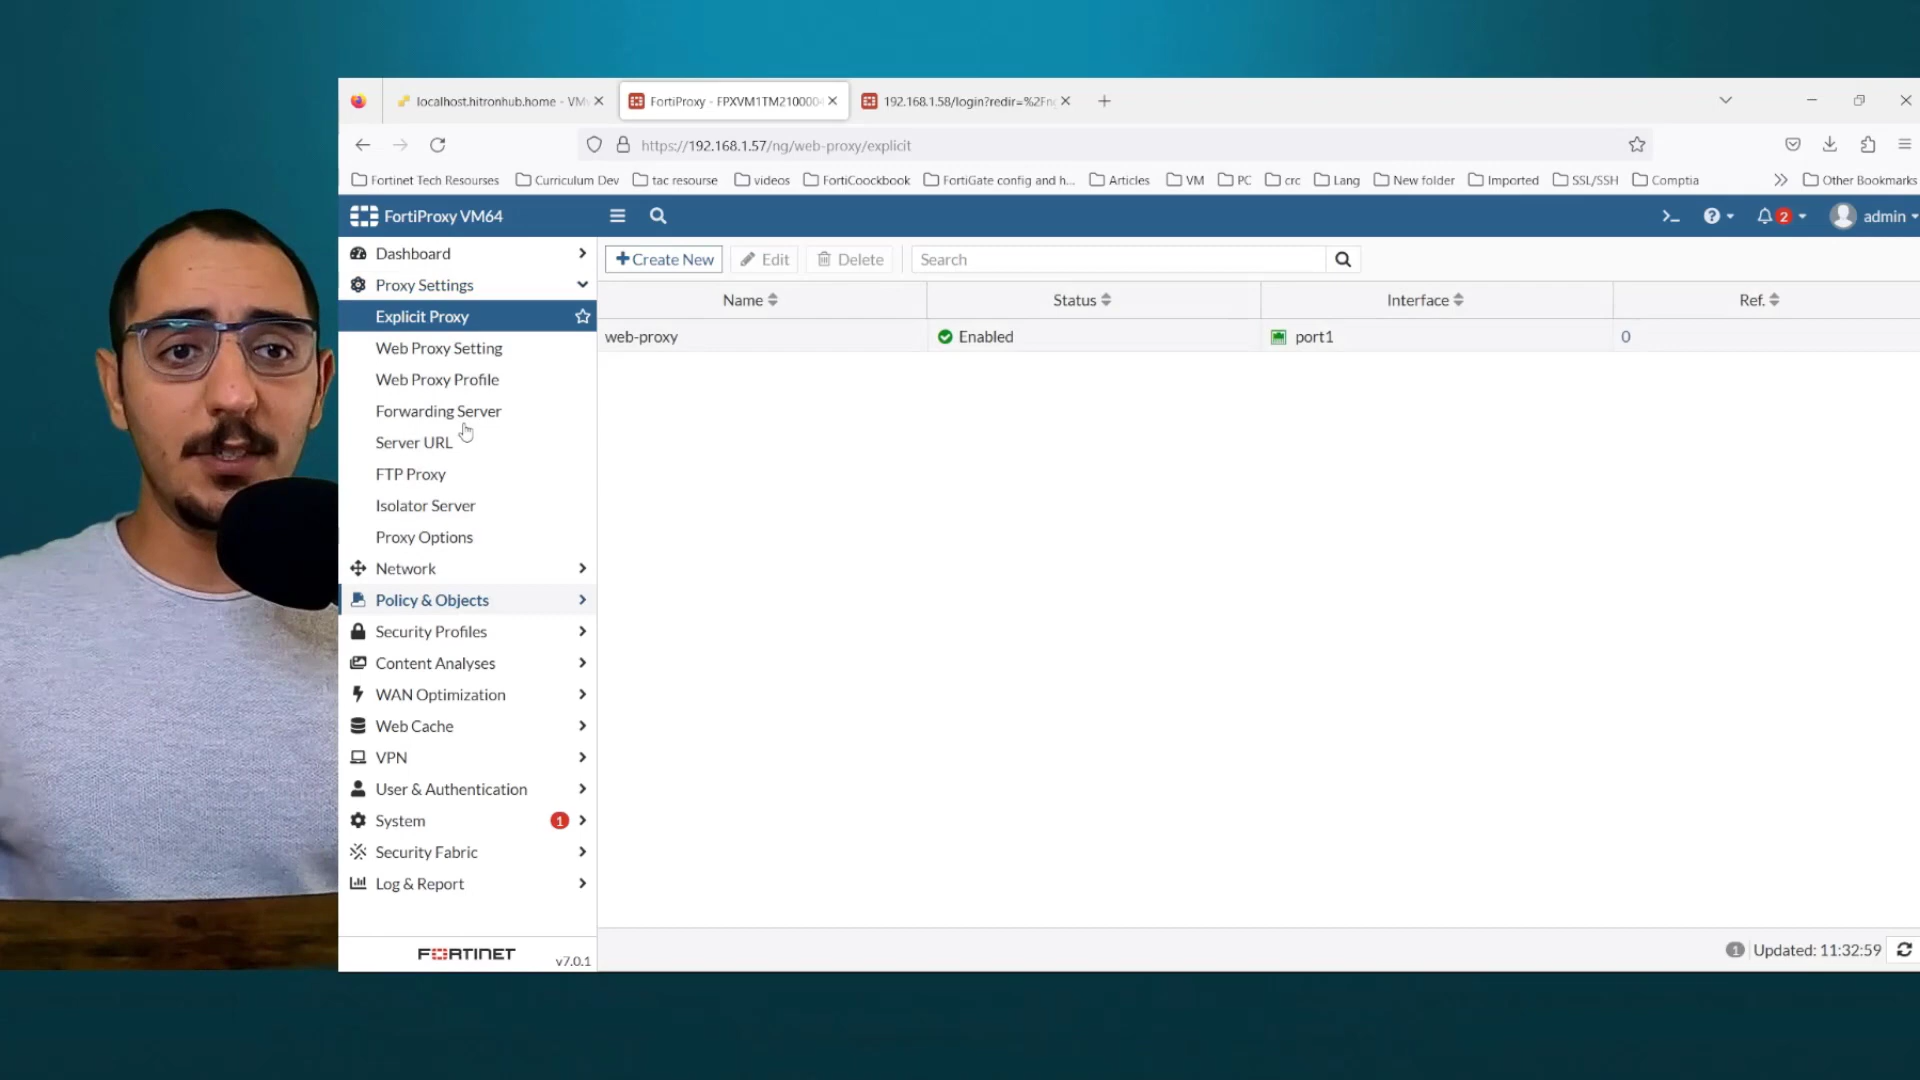 localhost.hitronhub.home - VM
FortiProxy - FPXVM1TM2100004
192.168.1.58/login?redir=%2Fn
https://192.168.1.57/ng/web-proxy/explicit
Fortinet Tech Resourses
Curriculum Dev
tac resourse
videos
FortiCoockbook
FortiGate config and h...
Articles
VM
PC
crc
Lang
New folder
Imported
SSL/SSH
Comptia
Other Bookmarks
FortiProxy VM64
2
admin
Dashboard
Proxy Settings
Explicit Proxy
Web Proxy Setting
Web Proxy Profile
Forwarding Server
Server URL
FTP Proxy
Isolator Server
Proxy Options
Network
Policy & Objects
Security Profiles
Content Analyses
WAN Optimization
Web Cache
VPN
User & Authentication
System 1
Security Fabric
Log & Report
FORTINET
v7.0.1
+Create New Edit Delete Search
Name Status Interface Ref.
web-proxy Enabled port1 0
1 Updated: 11:32:59